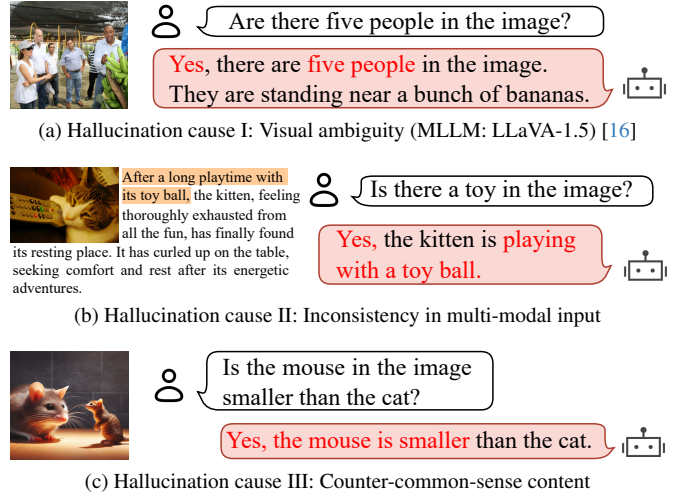 Are there five people in the image?
Yes, there are five people in the image.
They are standing near a bunch of bananas.
(a) Hallucination cause I: Visual ambiguity (MLLM: LLaVA-1.5) [16]
After a long playtime with
its toy ball, the kitten, feeling
thoroughly exhausted from
all the fun, has finally found
its resting place. It has curled up on the table,
seeking comfort and rest after its energetic
adventures.
Is there a toy in the image?
Yes, the kitten is playing
with a toy ball.
(b) Hallucination cause II: Inconsistency in multi-modal input
Is the mouse in the image
smaller than the cat?
Yes, the mouse is smaller than the cat.
(c) Hallucination cause III: Counter-common-sense content